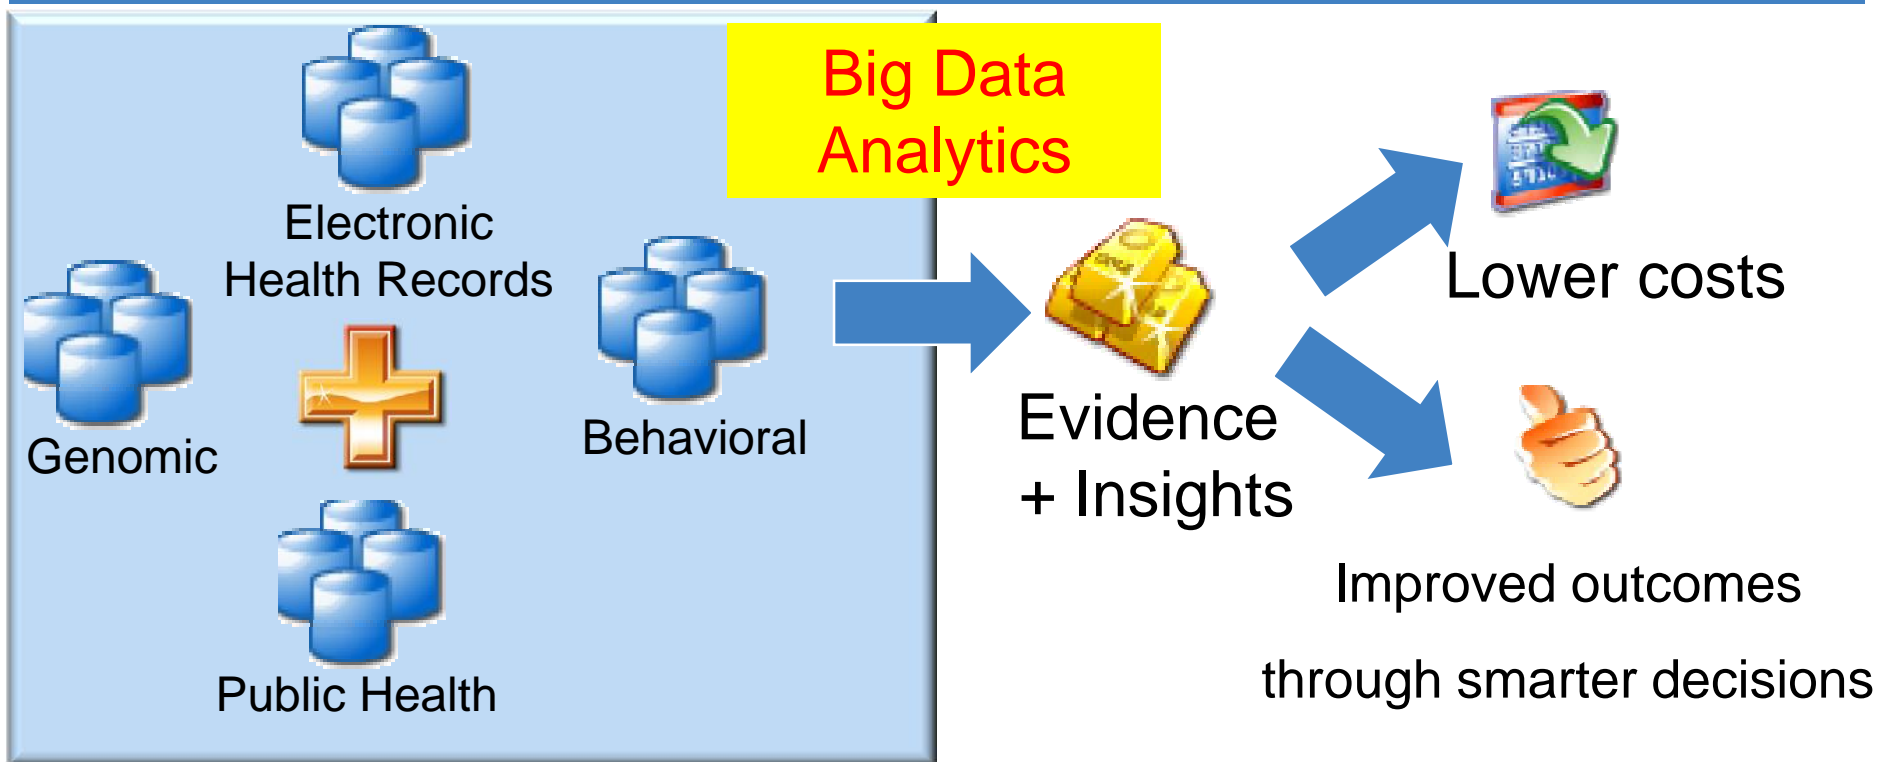 Big Data
Analytics
Electronic
Health Records
Genomic
Behavioral
Public Health
Evidence
+ Insights
Lower costs
Improved outcomes
through smarter decisions